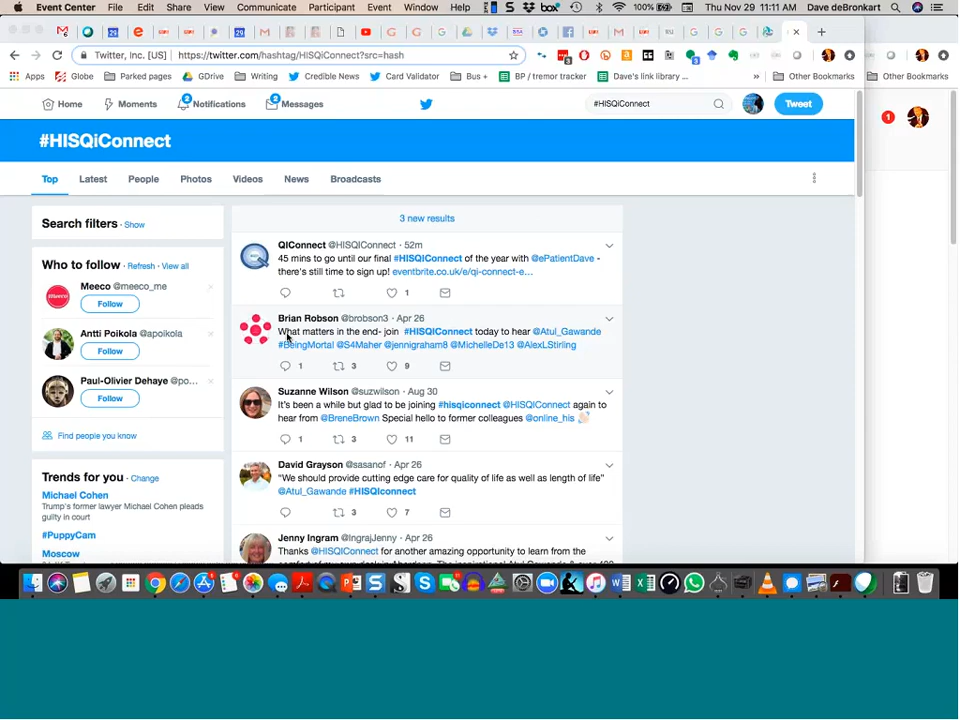 Event Center File Edit Share View Communicate Participant Event Window Help box 100% Thu Nov 29 11:11 AM Dave deBronkart
Twitter, Inc. [US] https://twitter.com/hashtag/HISQiConnect?src=hash
Apps Globe Parked pages GDrive Writing Credible News Card Validator Bus + BP / tremor tracker Dave's link library ... » Other Bookmarks Other Bookmarks
Home Moments 2 Notifications 2 Messages #HISQiConnect Tweet 1
#HISQiConnect
Top Latest People Photos Videos News Broadcasts
Search filters · Show
Who to follow · Refresh · View all
Meeco @meeco_me
Follow
Antti Poikola @apoikola
Follow
Paul-Olivier Dehaye @po...
Follow
Find people you know
Trends for you · Change
Michael Cohen
Trump's former lawyer Michael Cohen pleads
guilty in court
#PuppyCam
Moscow
3 new results
QIConnect @HISQIConnect · 52m
45 mins to go until our final #HISQIConnect of the year with @ePatientDave -
there's still time to sign up! eventbrite.co.uk/e/qi-connect-e...
1
Brian Robson @brobson3 · Apr 26
What matters in the end- join #HISQIConnect today to hear @Atul_Gawande
#BeingMortal @S4Maher @jennigraham8 @MichelleDe13 @AlexLStirling
1 3 9
Suzanne Wilson @suzwilson · Aug 30
It's been a while but glad to be joining #hisqiconnect @HISQIConnect again to
hear from @BreneBrown Special hello to former colleagues @online_his
1 3 11
David Grayson @sasanof · Apr 26
"We should provide cutting edge care for quality of life as well as length of life"
@Atul_Gawande #HISQIconnect
3 7
Jenny Ingram @IngrajJenny · Apr 26
Thanks @HISQIConnect for another amazing opportunity to learn from the